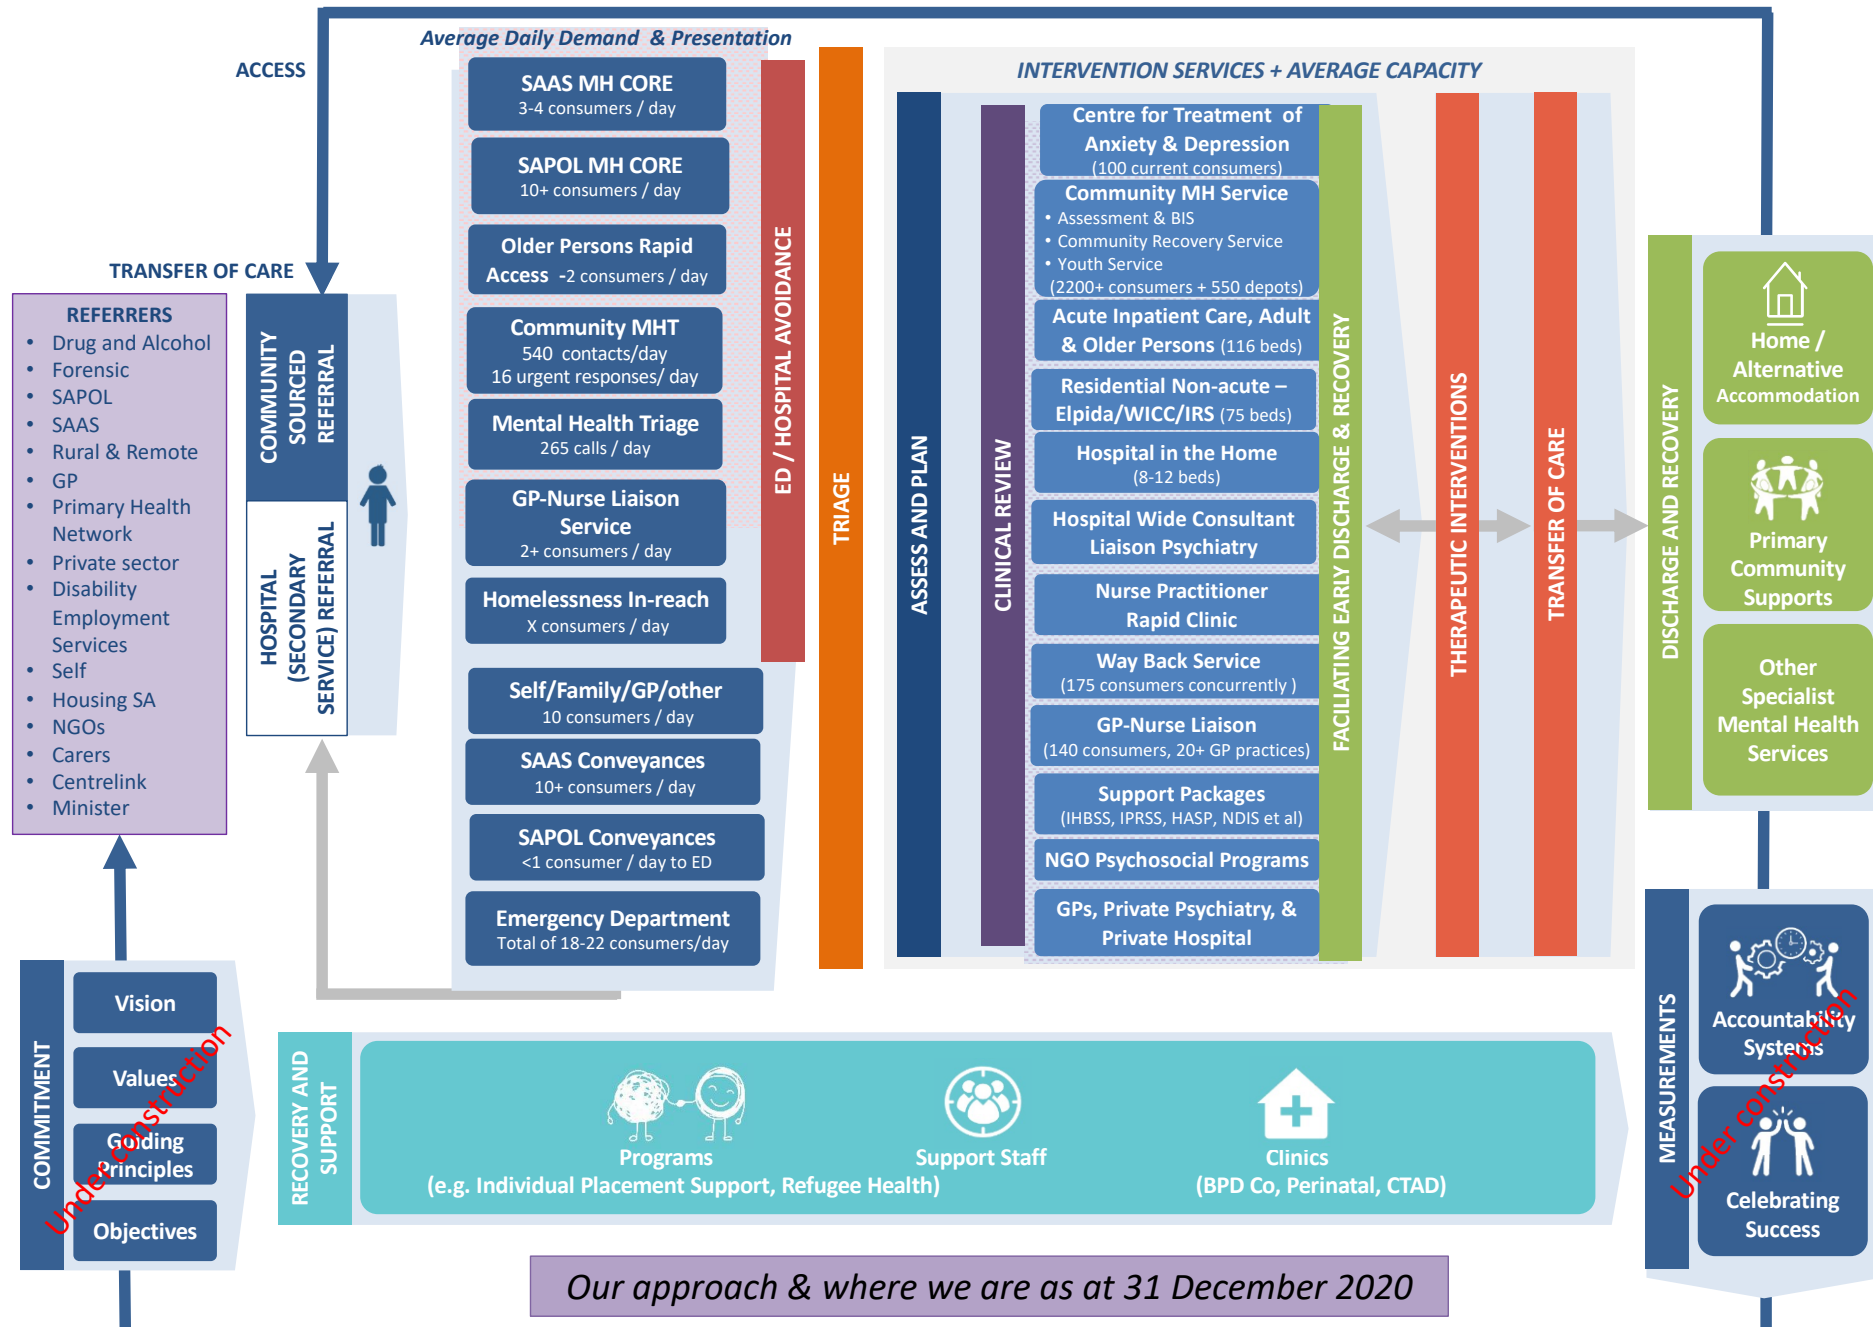 Average Daily Demand & Presentation
ACCESS
TRANSFER OF CARE
REFERRERS
• Drug and Alcohol
• Forensic
• SAPOL
• SAAS
• Rural & Remote
• GP
• Primary Health
Network
• Private sector
• Disability
Employment
Services
• Self
• Housing SA
• NGOs
• Carers
• Centrelink
• Minister
COMMUNITY
SOURCED
REFERRAL
HOSPITAL
(SECONDARY
SERVICE) REFERRAL
SAAS MH CORE
3-4 consumers / day
SAPOL MH CORE
10+ consumers / day
Older Persons Rapid
Access -2 consumers / day
Community MHT
540 contacts/day
16 urgent responses/ day
Mental Health Triage
265 calls / day
GP-Nurse Liaison
Service
2+ consumers / day
Homelessness In-reach
X consumers / day
Self/Family/GP/other
10 consumers / day
SAAS Conveyances
10+ consumers / day
SAPOL Conveyances
<1 consumer / day to ED
Emergency Department
Total of 18-22 consumers/day
ED / HOSPITAL AVOIDANCE
TRIAGE
INTERVENTION SERVICES + AVERAGE CAPACITY
ASSESS AND PLAN
CLINICAL REVIEW
Centre for Treatment of
Anxiety & Depression
(100 current consumers)
Community MH Service
• Assessment & BIS
• Community Recovery Service
• Youth Service
(2200+ consumers + 550 depots)
Acute Inpatient Care, Adult
& Older Persons (116 beds)
Residential Non-acute –
Elpida/WICC/IRS (75 beds)
Hospital in the Home
(8-12 beds)
Hospital Wide Consultant
Liaison Psychiatry
Nurse Practitioner
Rapid Clinic
Way Back Service
(175 consumers concurrently )
GP-Nurse Liaison
(140 consumers, 20+ GP practices)
Support Packages
(IHBSS, IPRSS, HASP, NDIS et al)
NGO Psychosocial Programs
GPs, Private Psychiatry, &
Private Hospital
FACILIATING EARLY DISCHARGE & RECOVERY
THERAPEUTIC INTERVENTIONS
TRANSFER OF CARE
DISCHARGE AND RECOVERY
Home /
Alternative
Accommodation
Primary
Community
Supports
Other
Specialist
Mental Health
Services
COMMITMENT
Vision
Values
Guiding
Principles
Objectives
Under construction
RECOVERY AND
SUPPORT
Programs
(e.g. Individual Placement Support, Refugee Health)
Support Staff
Clinics
(BPD Co, Perinatal, CTAD)
MEASUREMENTS
Accountability
Systems
Celebrating
Success
Under construction
Our approach & where we are as at 31 December 2020